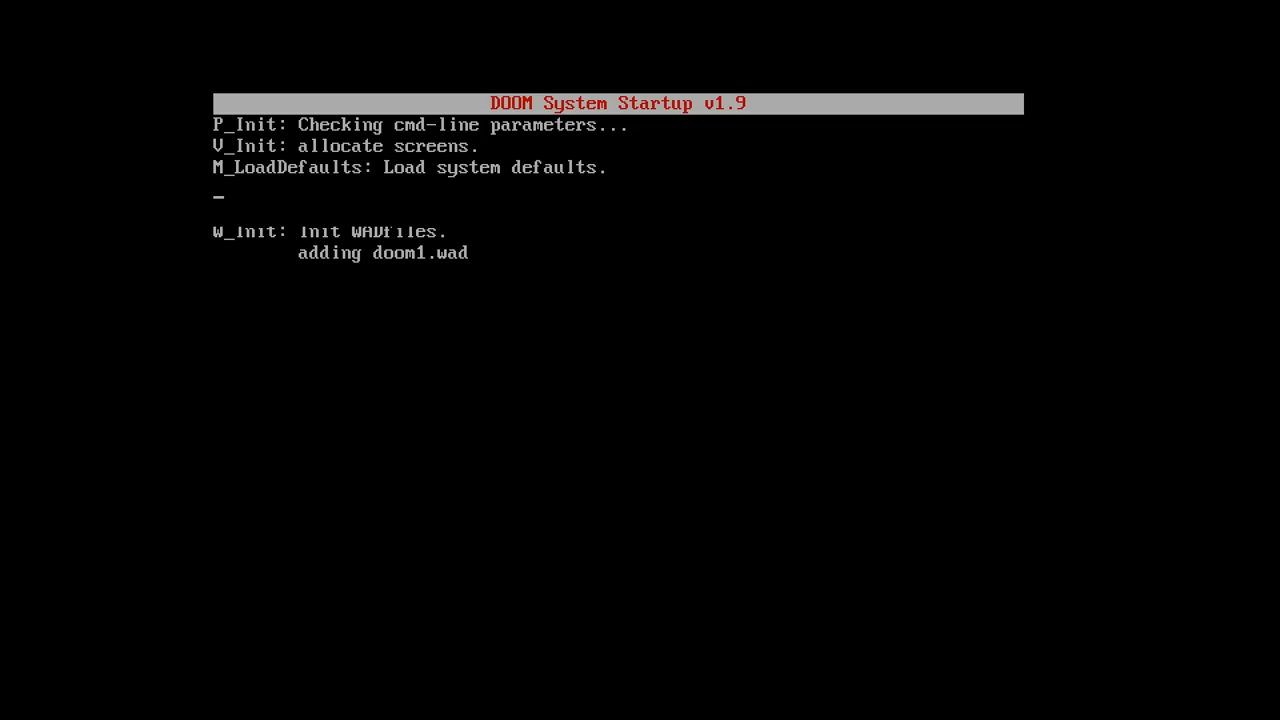 DOOM System Startup v1.9
P_Init: Checking cmd-line parameters...
V_Init: allocate screens.
M_LoadDefaults: Load system defaults.
W_Init: Init WADfiles.
adding doom1.wad